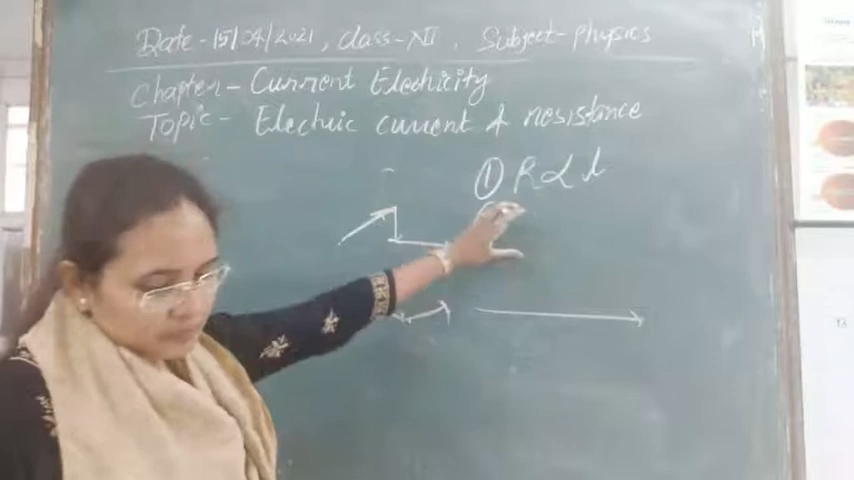 Date - 15/04/2021, class - XII, Subject - Physics
Chapter - Current Electricity
Topic - Electric current & resistance
① R ∝ l